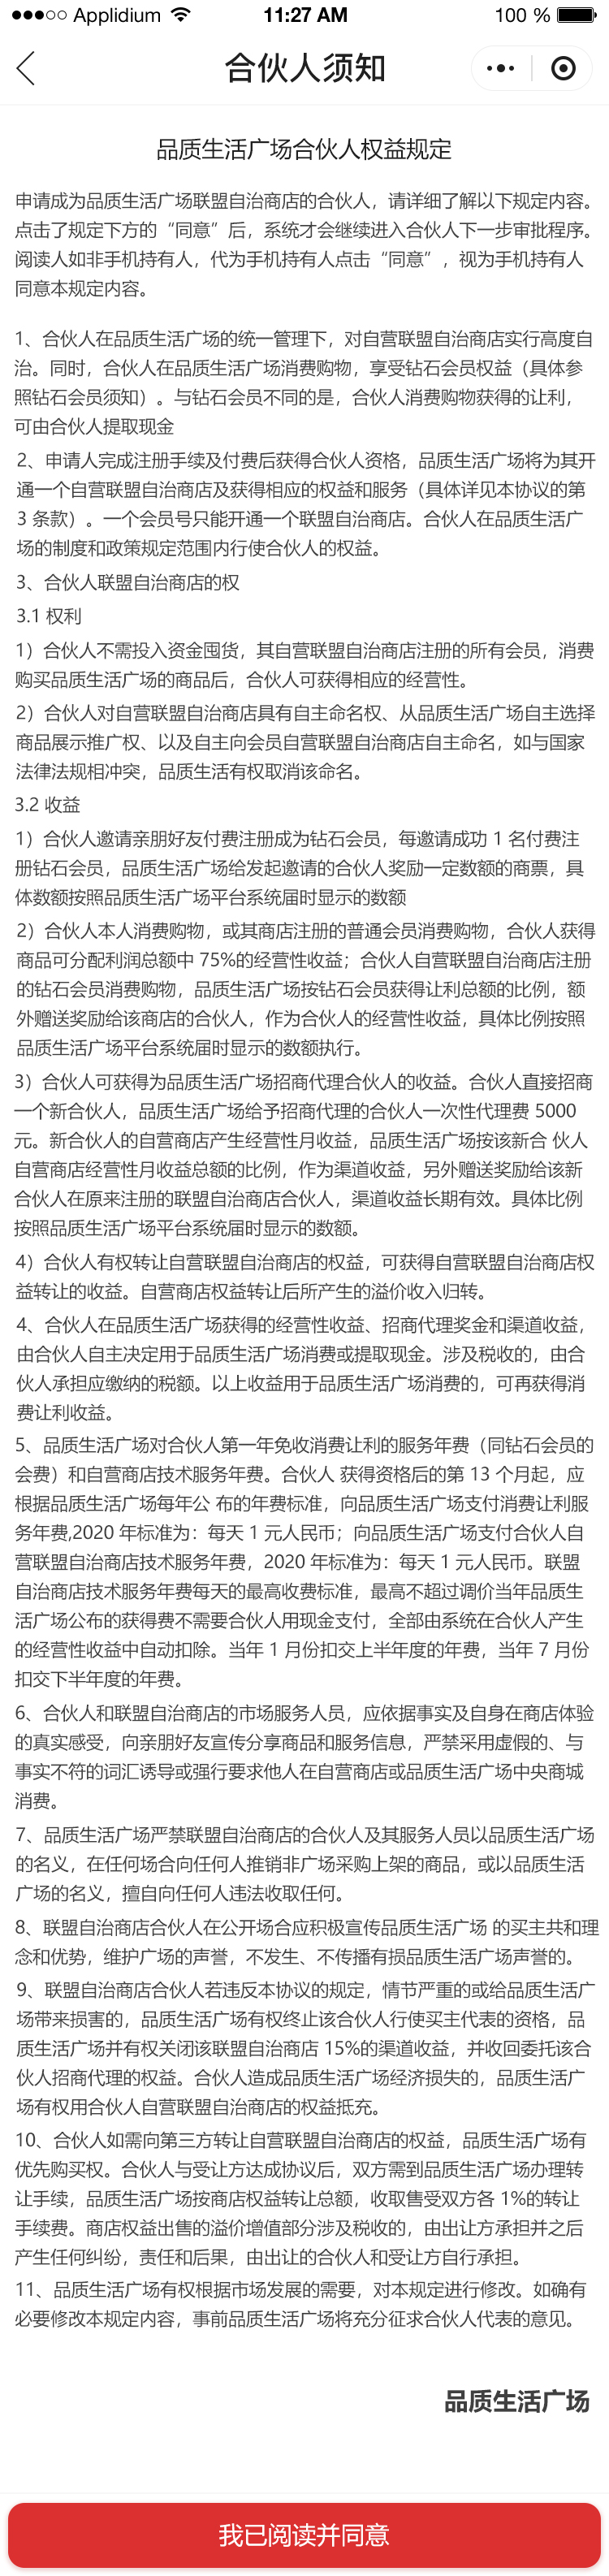 Applidium 11:27 AM 100 %
合伙人须知
品质生活广场合伙人权益规定
申请成为品质生活广场联盟自治商店的合伙人，请详细了解以下规定内容。
点击了规定下方的“同意”后，系统才会继续进入合伙人下一步审批程序。
阅读人如非手机持有人，代为手机持有人点击“同意”，视为手机持有人
同意本规定内容。
1、合伙人在品质生活广场的统一管理下，对自营联盟自治商店实行高度自
治。同时，合伙人在品质生活广场消费购物，享受钻石会员权益（具体参
照钻石会员须知）。与钻石会员不同的是，合伙人消费购物获得的让利，
可由合伙人提取现金
2、申请人完成注册手续及付费后获得合伙人资格，品质生活广场将为其开
通一个自营联盟自治商店及获得相应的权益和服务（具体详见本协议的第
3 条款）。一个会员号只能开通一个联盟自治商店。合伙人在品质生活广
场的制度和政策规定范围内行使合伙人的权益。
3、合伙人联盟自治商店的权
3.1 权利
1）合伙人不需投入资金囤货，其自营联盟自治商店注册的所有会员，消费
购买品质生活广场的商品后，合伙人可获得相应的经营性。
2）合伙人对自营联盟自治商店具有自主命名权、从品质生活广场自主选择
商品展示推广权、以及自主向会员自营联盟自治商店自主命名，如与国家
法律法规相冲突，品质生活有权取消该命名。
3.2 收益
1）合伙人邀请亲朋好友付费注册成为钻石会员，每邀请成功 1 名付费注
册钻石会员，品质生活广场给发起邀请的合伙人奖励一定数额的商票，具
体数额按照品质生活广场平台系统届时显示的数额
2）合伙人本人消费购物，或其商店注册的普通会员消费购物，合伙人获得
商品可分配利润总额中 75%的经营性收益；合伙人自营联盟自治商店注册
的钻石会员消费购物，品质生活广场按钻石会员获得让利总额的比例，额
外赠送奖励给该商店的合伙人，作为合伙人的经营性收益，具体比例按照
品质生活广场平台系统届时显示的数额执行。
3）合伙人可获得为品质生活广场招商代理合伙人的收益。合伙人直接招商
一个新合伙人，品质生活广场给予招商代理的合伙人一次性代理费 5000
元。新合伙人的自营商店产生经营性月收益，品质生活广场按该新合 伙人
自营商店经营性月收益总额的比例，作为渠道收益，另外赠送奖励给该新
合伙人在原来注册的联盟自治商店合伙人，渠道收益长期有效。具体比例
按照品质生活广场平台系统届时显示的数额。
4）合伙人有权转让自营联盟自治商店的权益，可获得自营联盟自治商店权
益转让的收益。自营商店权益转让后所产生的溢价收入归转。
4、合伙人在品质生活广场获得的经营性收益、招商代理奖金和渠道收益，
由合伙人自主决定用于品质生活广场消费或提取现金。涉及税收的，由合
伙人承担应缴纳的税额。以上收益用于品质生活广场消费的，可再获得消
费让利收益。
5、品质生活广场对合伙人第一年免收消费让利的服务年费（同钻石会员的
会费）和自营商店技术服务年费。合伙人 获得资格后的第 13 个月起，应
根据品质生活广场每年公 布的年费标准，向品质生活广场支付消费让利服
务年费,2020 年标准为：每天 1 元人民币；向品质生活广场支付合伙人自
营联盟自治商店技术服务年费，2020 年标准为：每天 1 元人民币。联盟
自治商店技术服务年费每天的最高收费标准，最高不超过调价当年品质生
活广场公布的获得费不需要合伙人用现金支付，全部由系统在合伙人产生
的经营性收益中自动扣除。当年 1 月份扣交上半年度的年费，当年 7 月份
扣交下半年度的年费。
6、合伙人和联盟自治商店的市场服务人员，应依据事实及自身在商店体验
的真实感受，向亲朋好友宣传分享商品和服务信息，严禁采用虚假的、与
事实不符的词汇诱导或强行要求他人在自营商店或品质生活广场中央商城
消费。
7、品质生活广场严禁联盟自治商店的合伙人及其服务人员以品质生活广场
的名义，在任何场合向任何人推销非广场采购上架的商品，或以品质生活
广场的名义，擅自向任何人违法收取任何。
8、联盟自治商店合伙人在公开场合应积极宣传品质生活广场 的买主共和理
念和优势，维护广场的声誉，不发生、不传播有损品质生活广场声誉的。
9、联盟自治商店合伙人若违反本协议的规定，情节严重的或给品质生活广
场带来损害的，品质生活广场有权终止该合伙人行使买主代表的资格，品
质生活广场并有权关闭该联盟自治商店 15%的渠道收益，并收回委托该合
伙人招商代理的权益。合伙人造成品质生活广场经济损失的，品质生活广
场有权用合伙人自营联盟自治商店的权益抵充。
10、合伙人如需向第三方转让自营联盟自治商店的权益，品质生活广场有
优先购买权。合伙人与受让方达成协议后，双方需到品质生活广场办理转
让手续，品质生活广场按商店权益转让总额，收取售受双方各 1%的转让
手续费。商店权益出售的溢价增值部分涉及税收的，由出让方承担并之后
产生任何纠纷，责任和后果，由出让的合伙人和受让方自行承担。
11、品质生活广场有权根据市场发展的需要，对本规定进行修改。如确有
必要修改本规定内容，事前品质生活广场将充分征求合伙人代表的意见。
品质生活广场
我已阅读并同意